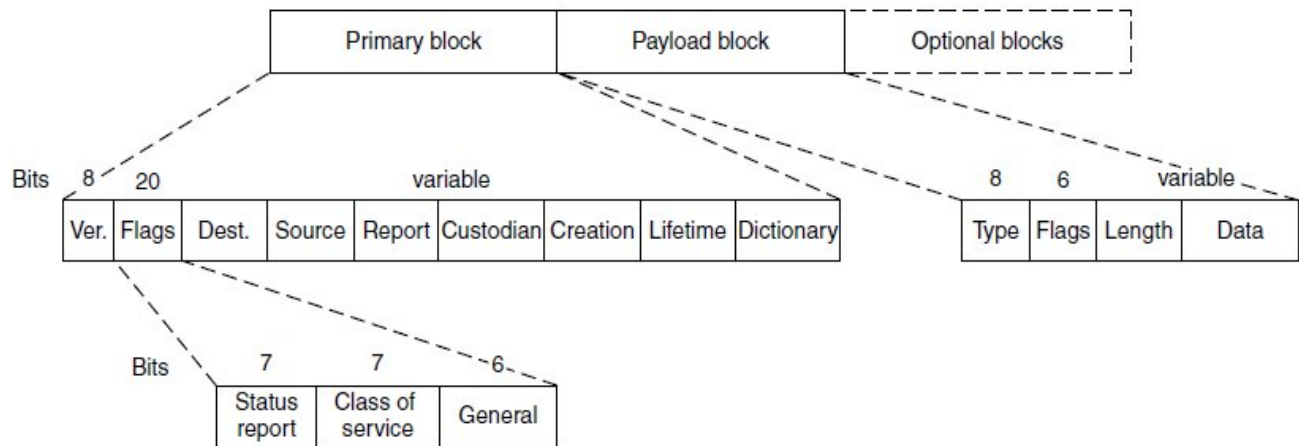 Primary block Payload block Optional blocks
Bits 8 20 variable 8 6 variable
Ver. Flags Dest. Source Report Custodian Creation Lifetime Dictionary Type Flags Length Data
Bits 7 7 6
Status report Class of service General